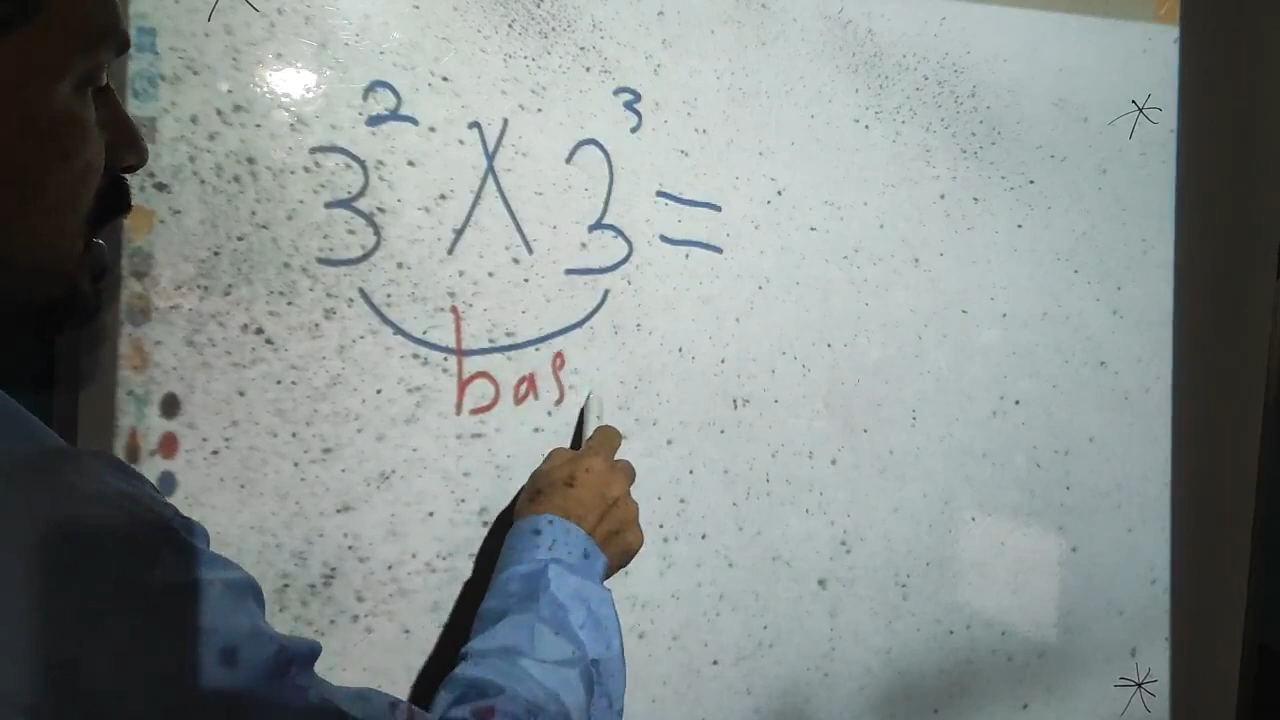 3² X 3³ =
bas